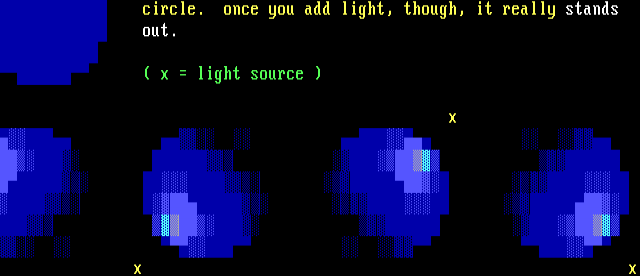 circle.  once you add light, though, it really stands
out.
( x = light source )
x
x
x